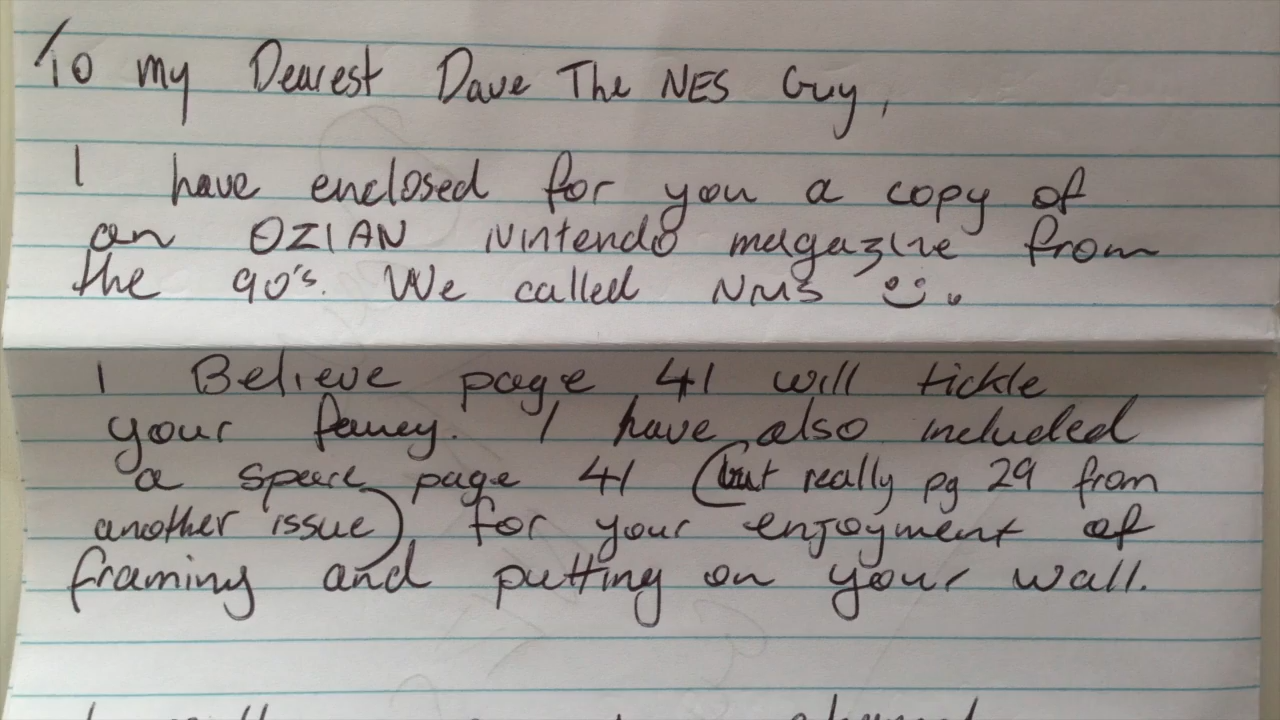 To my Dearest Dave The NES Guy,
I have enclosed for you a copy of
an OZIAN Nintendo magazine from
the 90's. We called NMS :).
I Believe page 41 will tickle
your fancy. I have also included
a spare page 41 (but really pg 29 from
another issue) for your enjoyment of
framing and putting on your wall.